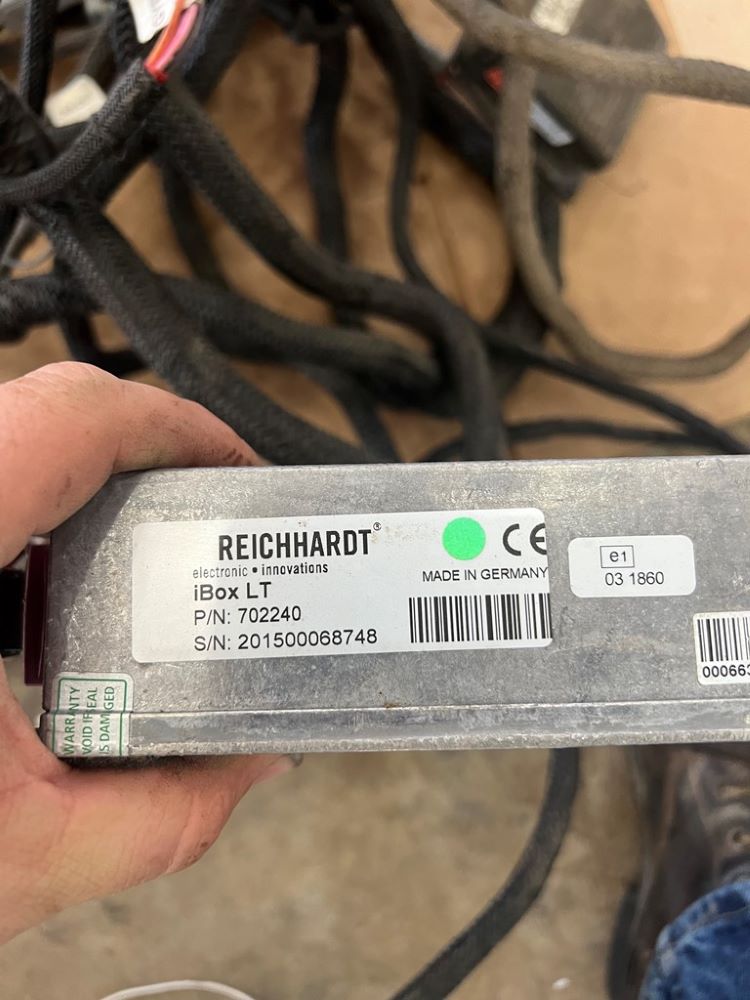 REICHHARDT®
electronic • innovations
iBox LT
P/N: 702240
S/N: 201500068748
CE
MADE IN GERMANY
e1
03 1860
00066
WARRANTY
VOID IF SEAL
IS DAMAGED